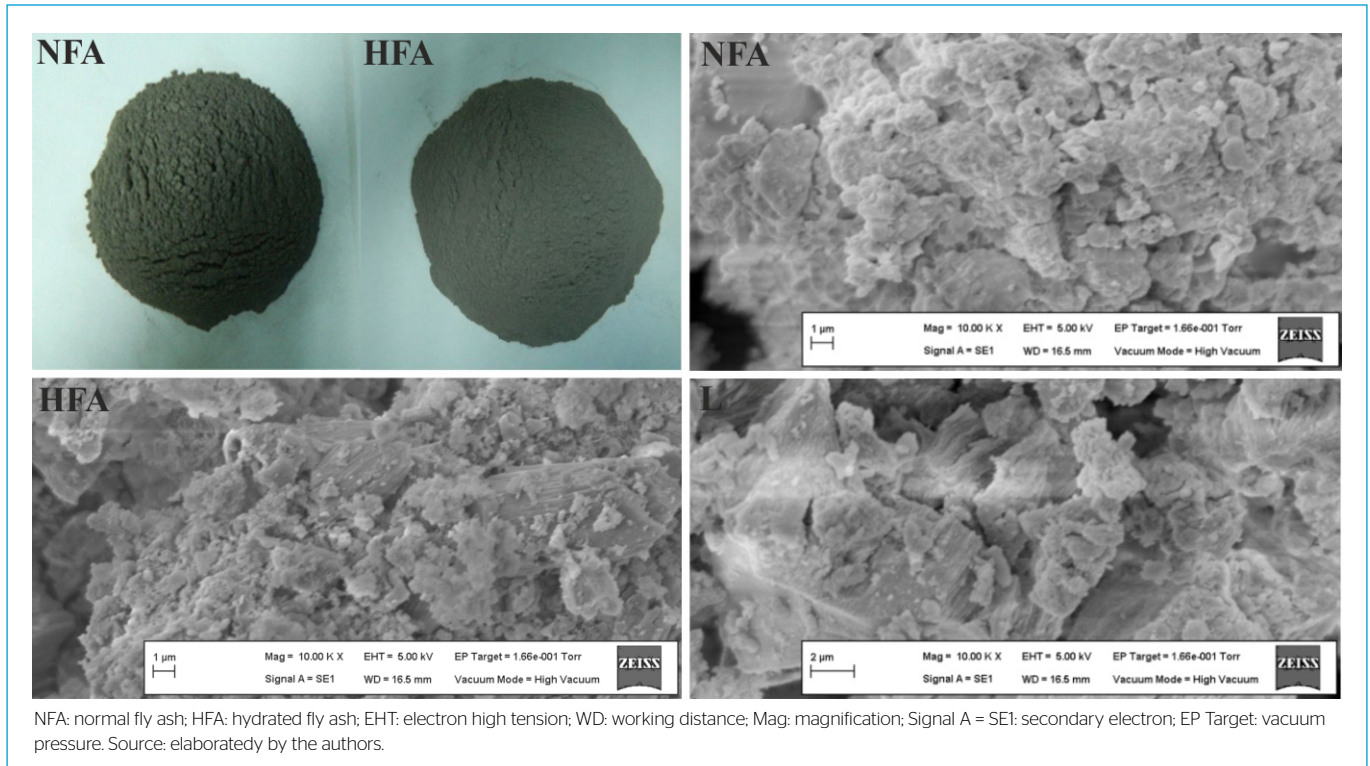 NFA
HFA
NFA
1 µm
Mag = 10.00 K X EHT = 5.00 kV EP Target = 1.66e-001 Torr
Signal A = SE1 WD = 16.5 mm Vacuum Mode = High Vacuum
ZEISS
HFA
1 µm
Mag = 10.00 K X EHT = 5.00 kV EP Target = 1.66e-001 Torr
Signal A = SE1 WD = 16.5 mm Vacuum Mode = High Vacuum
ZEISS
L
2 µm
Mag = 10.00 K X EHT = 5.00 kV EP Target = 1.66e-001 Torr
Signal A = SE1 WD = 16.5 mm Vacuum Mode = High Vacuum
ZEISS
NFA: normal fly ash; HFA: hydrated fly ash; EHT: electron high tension; WD: working distance; Mag: magnification; Signal A = SE1: secondary electron; EP Target: vacuum
pressure. Source: elaboratedy by the authors.